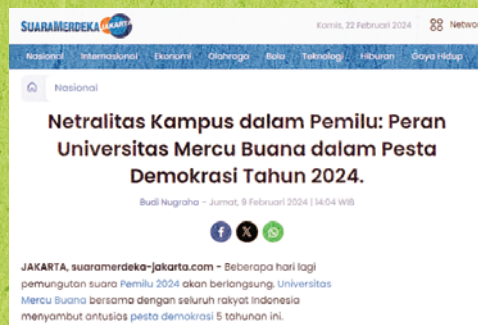 SUARAMERDEKA JAKARTA
Kamis, 22 Februari 2024 Netwo
Nasional Internasional Ekonomi Olahraga Bola Teknologi Hiburan Gaya Hidup
Nasional
Netralitas Kampus dalam Pemilu: Peran
Universitas Mercu Buana dalam Pesta
Demokrasi Tahun 2024.
Budi Nugraha - Jumat, 9 Februari 2024 | 14:04 WIB
JAKARTA, suaramerdeka-jakarta.com - Beberapa hari lagi
pemungutan suara Pemilu 2024 akan berlangsung. Universitas
Mercu Buana bersama dengan seluruh rakyat Indonesia
menyambut antusias pesta demokrasi 5 tahunan ini.